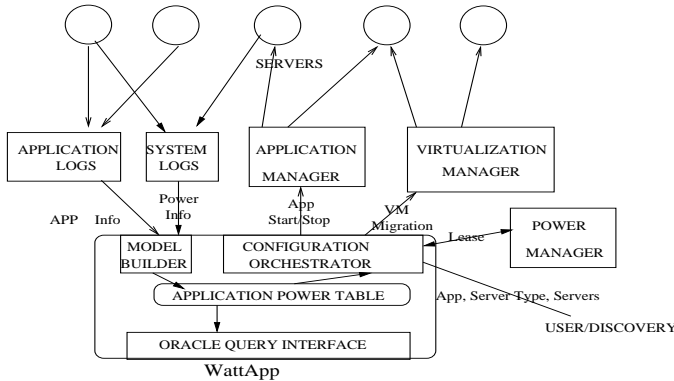 SERVERS
APPLICATION
LOGS
SYSTEM
LOGS
APPLICATION
MANAGER
VIRTUALIZATION
MANAGER
APP Info
Power
Info
App
Start/Stop
VM
Migration
Lease
POWER
MANAGER
MODEL
BUILDER
CONFIGURATION
ORCHESTRATOR
APPLICATION POWER TABLE
App, Server Type, Servers
USER/DISCOVERY
ORACLE QUERY INTERFACE
WattApp